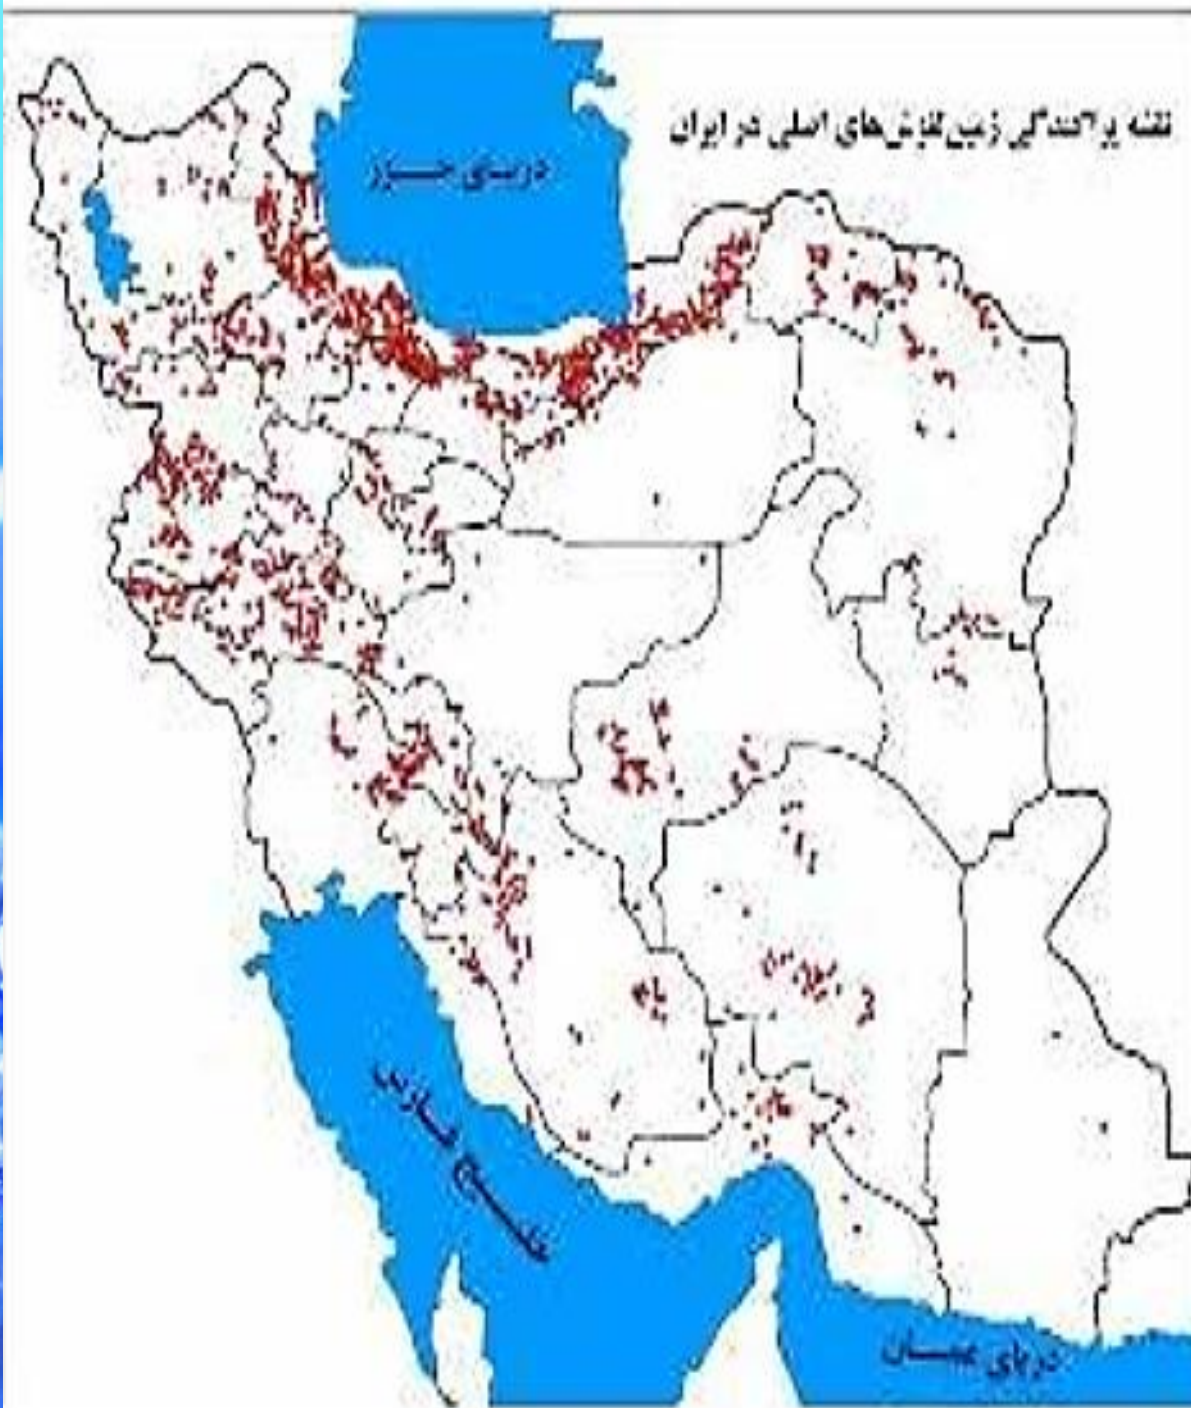 نقشه پراکندگی زمین‌لغزش‌های اصلی در ایران
دریای خزر
خلیج فارس
دریای عمان